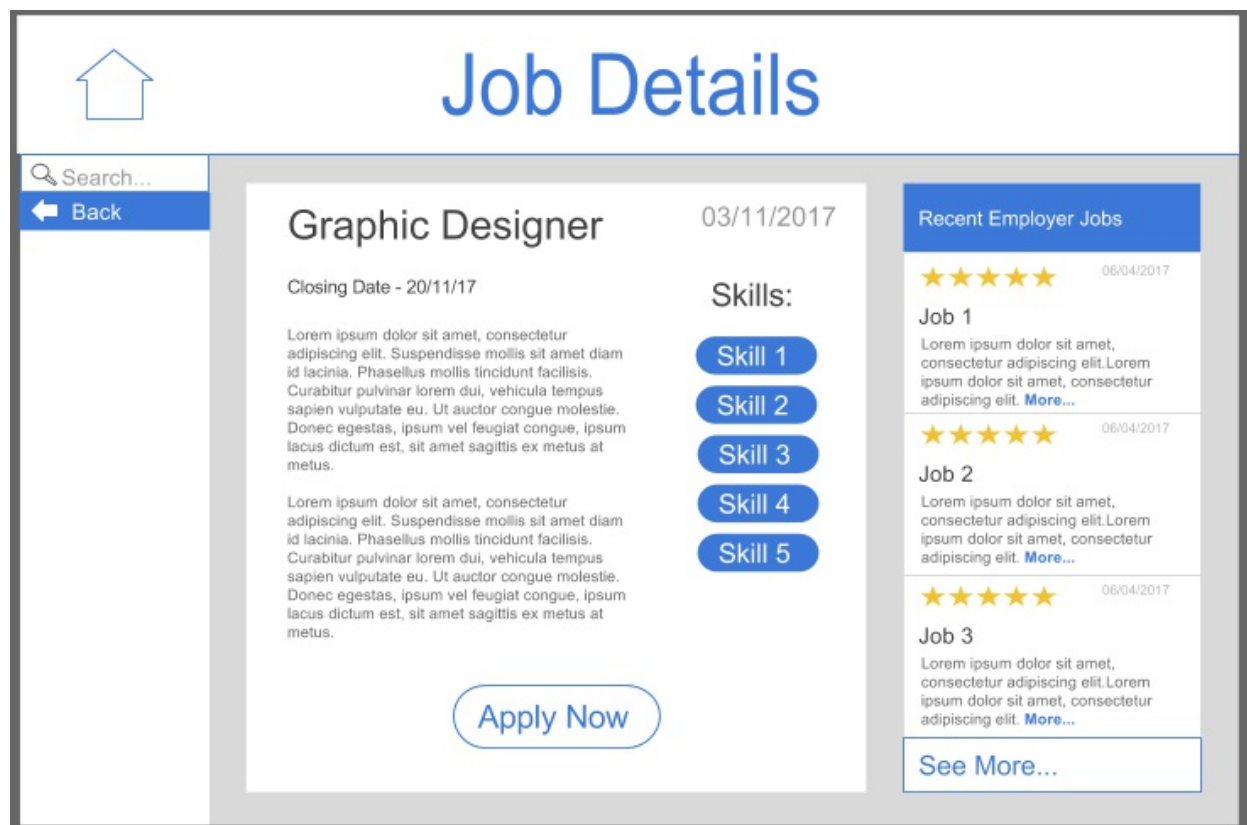 Job Details
Search...
Back
Graphic Designer
03/11/2017
Closing Date - 20/11/17
Lorem ipsum dolor sit amet, consectetur
adipiscing elit. Suspendisse mollis sit amet diam
id lacinia. Phasellus mollis tincidunt facilisis.
Curabitur pulvinar lorem dui, vehicula tempus
sapien vulputate eu. Ut auctor congue molestie.
Donec egestas, ipsum vel feugiat congue, ipsum
lacus dictum est, sit amet sagittis ex metus at
metus.
Lorem ipsum dolor sit amet, consectetur
adipiscing elit. Suspendisse mollis sit amet diam
id lacinia. Phasellus mollis tincidunt facilisis.
Curabitur pulvinar lorem dui, vehicula tempus
sapien vulputate eu. Ut auctor congue molestie.
Donec egestas, ipsum vel feugiat congue, ipsum
lacus dictum est, sit amet sagittis ex metus at
metus.
Skills:
Skill 1
Skill 2
Skill 3
Skill 4
Skill 5
Apply Now
Recent Employer Jobs
06/04/2017
Job 1
Lorem ipsum dolor sit amet,
consectetur adipiscing elit.Lorem
ipsum dolor sit amet, consectetur
adipiscing elit. More...
06/04/2017
Job 2
Lorem ipsum dolor sit amet,
consectetur adipiscing elit.Lorem
ipsum dolor sit amet, consectetur
adipiscing elit. More...
06/04/2017
Job 3
Lorem ipsum dolor sit amet,
consectetur adipiscing elit.Lorem
ipsum dolor sit amet, consectetur
adipiscing elit. More...
See More...